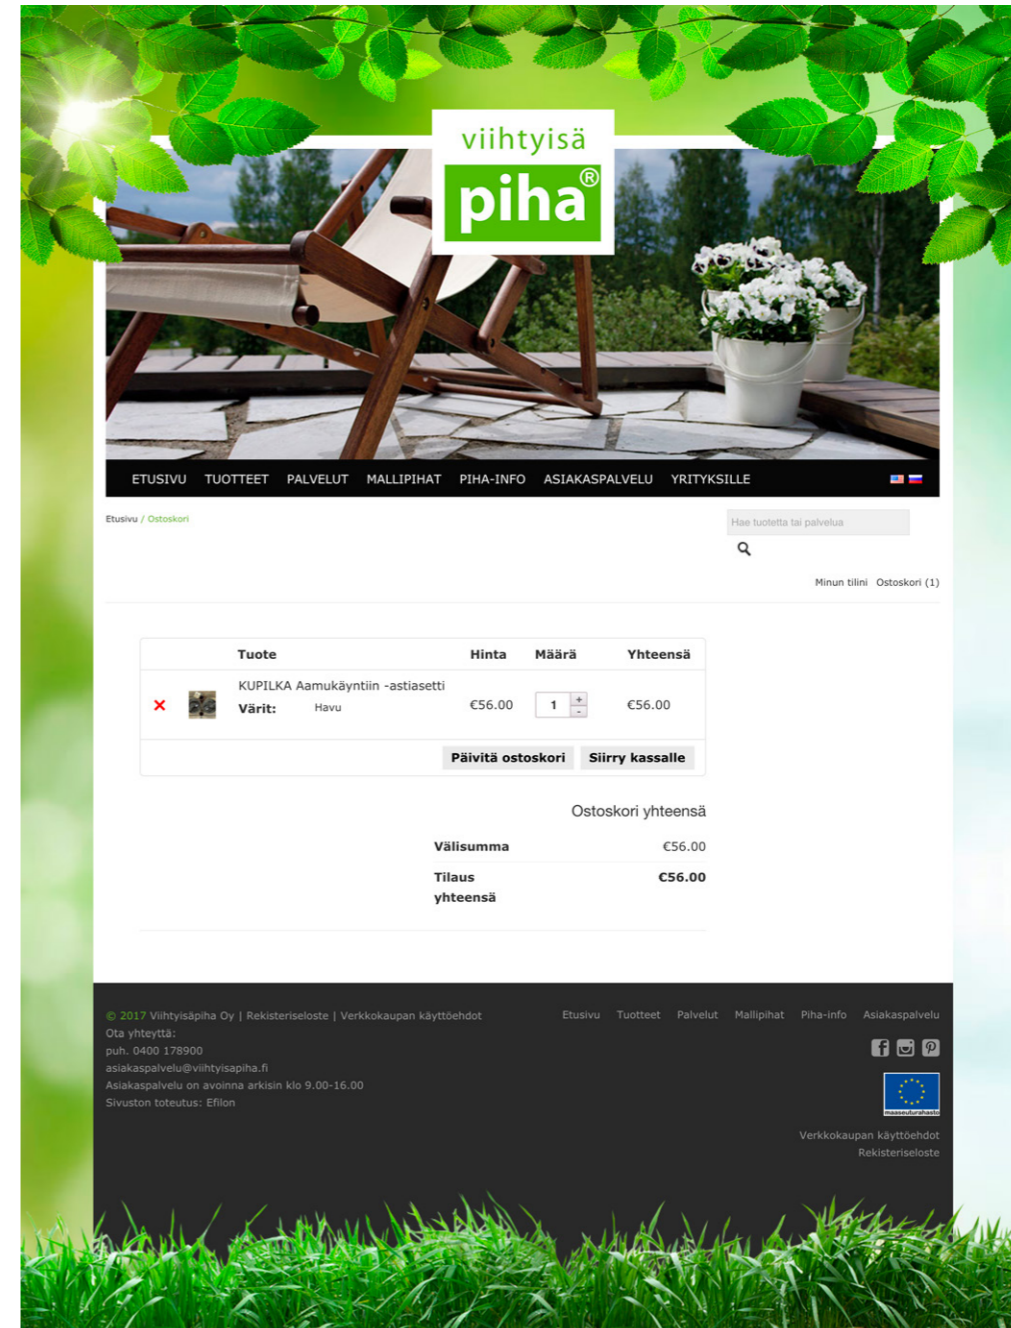 viihtyisä
piha®
ETUSIVU TUOTTEET PALVELUT MALLIPIHAT PIHA-INFO ASIAKASPALVELU YRITYKSILLE
Etusivu / Ostoskori
Hae tuotetta tai palvelua
Minun tilini Ostoskori (1)
Tuote Hinta Määrä Yhteensä
KUPILKA Aamukäyntiin -astiasetti
Värit: Havu €56.00 1 + - €56.00
Päivitä ostoskori Siirry kassalle
Ostoskori yhteensä
Välisumma €56.00
Tilaus €56.00
yhteensä
© 2017 Viihtyisäpiha Oy | Rekisteriseloste | Verkkokaupan käyttöehdot
Ota yhteyttä:
puh. 0400 178900
asiakaspalvelu@viihtyisapiha.fi
Asiakaspalvelu on avoinna arkisin klo 9.00-16.00
Sivuston toteutus: Efilon
Etusivu Tuotteet Palvelut Mallipihat Piha-info Asiakaspalvelu
maaseuturahasto
Verkkokaupan käyttöehdot
Rekisteriseloste